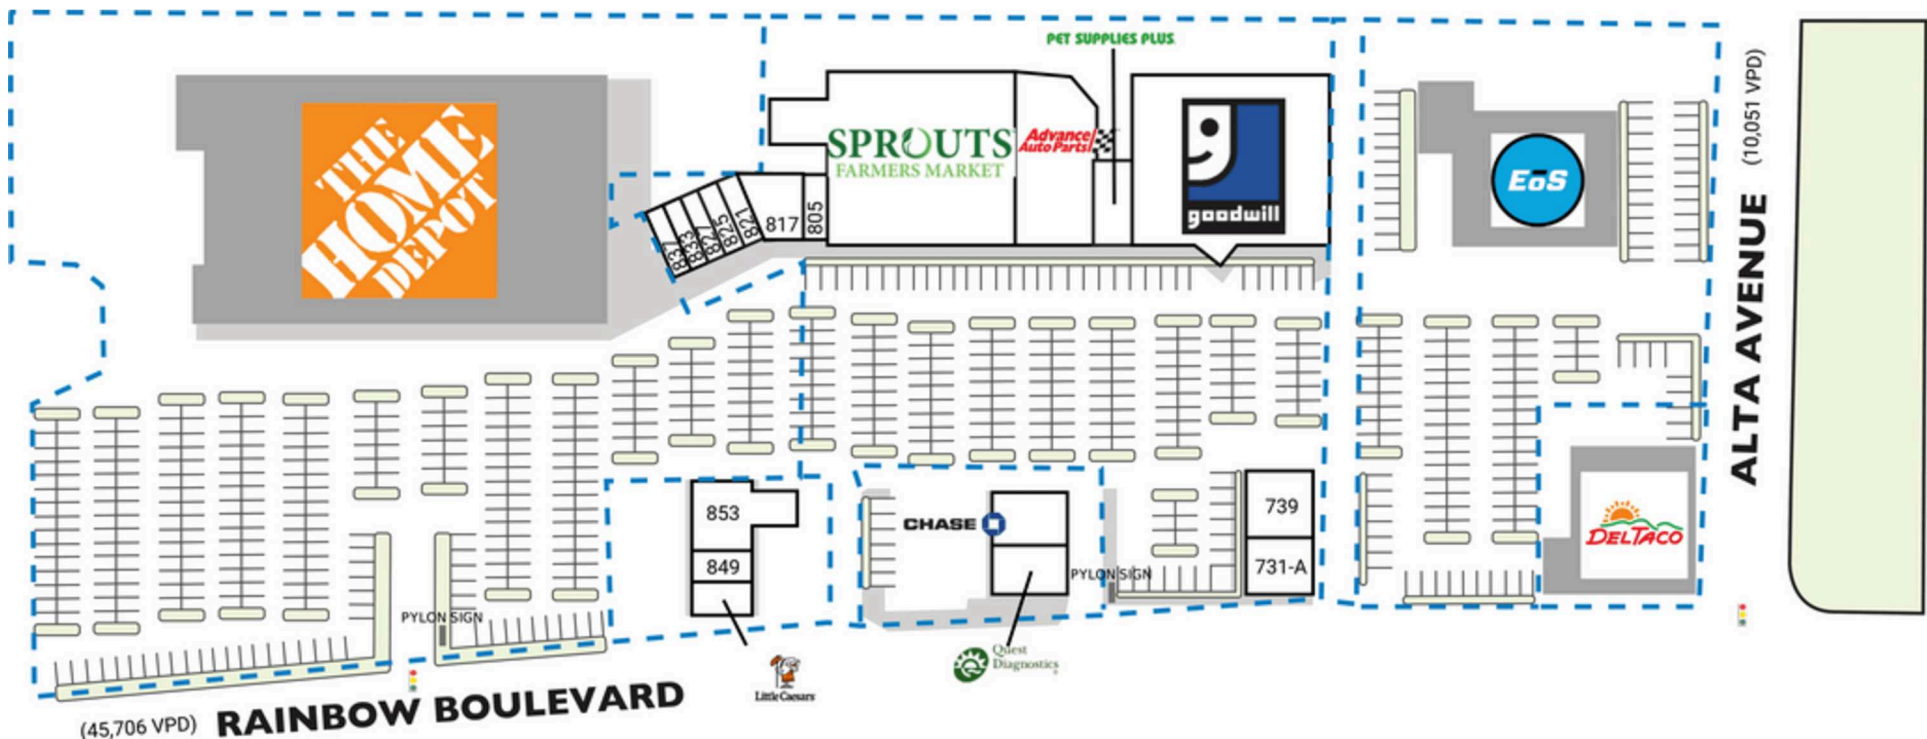 PET SUPPLIES PLUS
THE
HOME
DEPOT
SPROUTS
FARMERS MARKET
Advance
Auto Parts
goodwill
EōS
(10,051 VPD)
ALTA AVENUE
837
833
827
825
821
817
805
853
849
CHASE
739
731-A
DEL TACO
PYLON SIGN
PYLON SIGN
Little Caesars
Quest
Diagnostics
(45,706 VPD) RAINBOW BOULEVARD